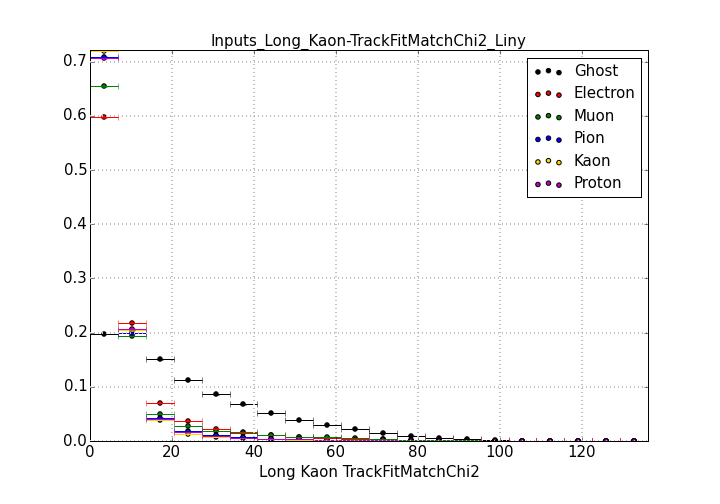 Inputs_Long_Kaon-TrackFitMatchChi2_Liny
0.7
0.6
0.5
0.4
0.3
0.2
0.1
0.0
Ghost
Electron
Muon
Pion
Kaon
Proton
0 20 40 60 80 100 120
Long Kaon TrackFitMatchChi2